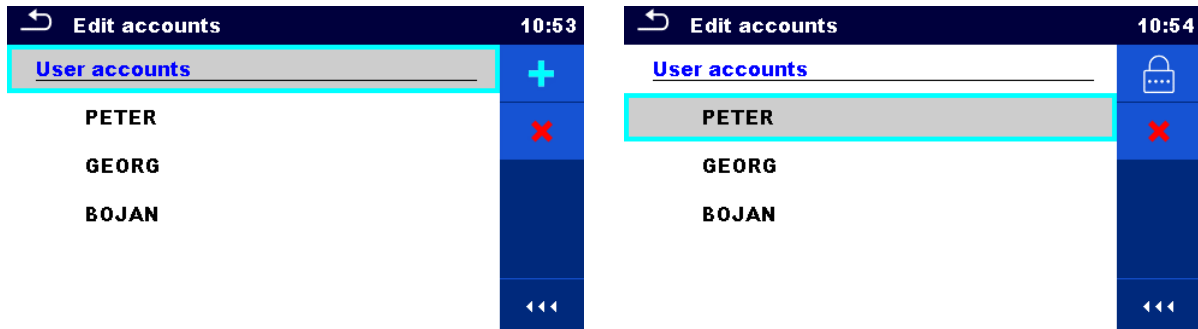 Edit accounts 10:53
User accounts
PETER
GEORG
BOJAN
Edit accounts 10:54
User accounts
PETER
GEORG
BOJAN